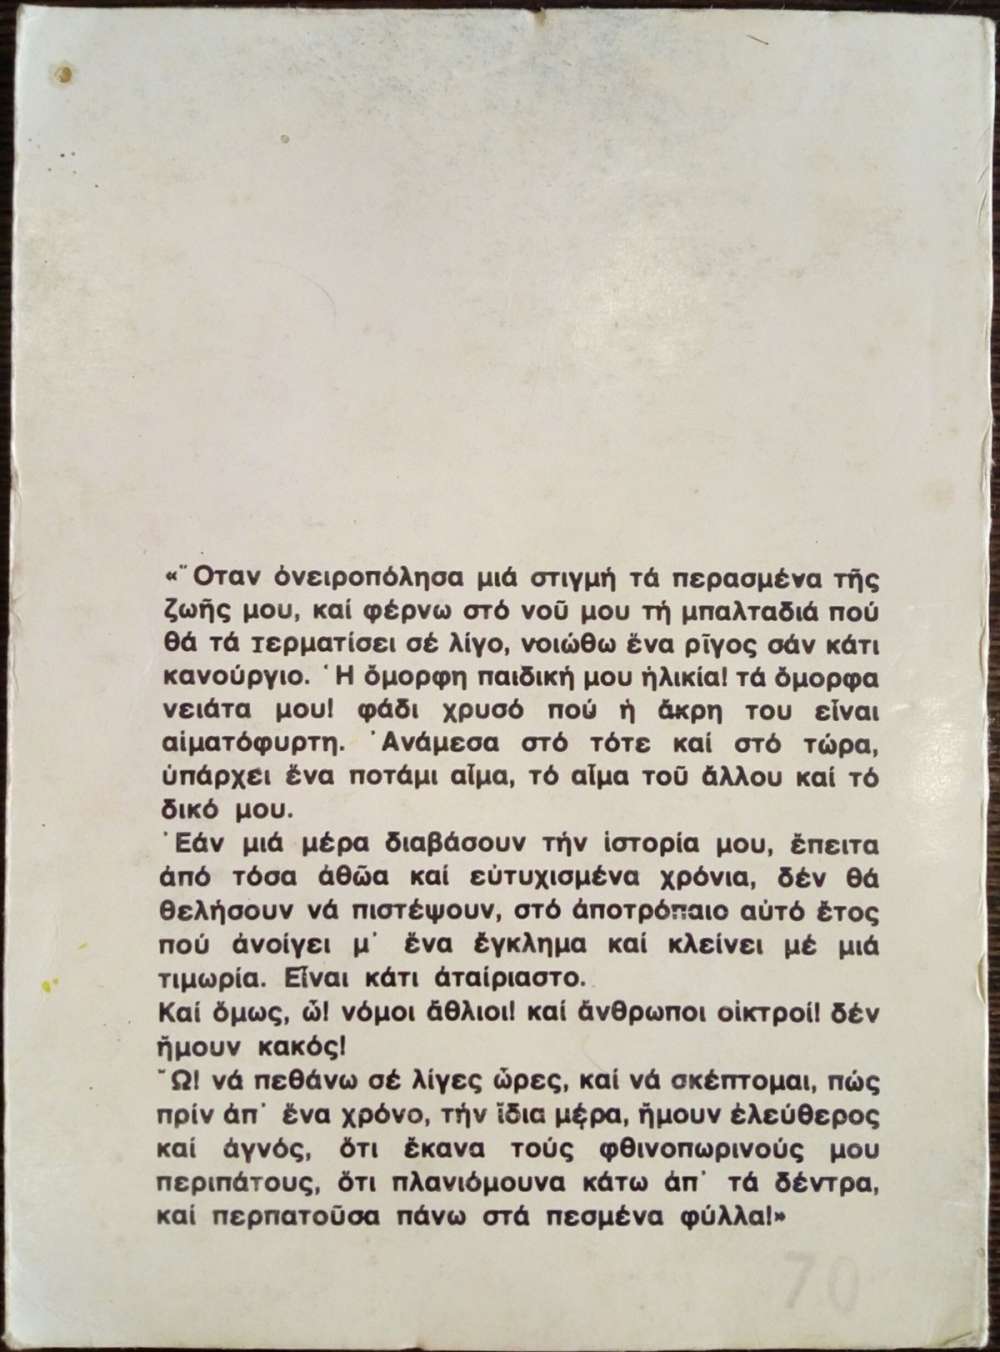 «Ὅταν ὀνειροπόλησα μιά στιγμή τά περασμένα τῆς
ζωῆς μου, καί φέρνω στό νοῦ μου τή μπαλταδιά πού
θά τά τερματίσει σέ λίγο, νοιώθω ἕνα ρῖγος σάν κάτι
κανούργιο. Ἡ ὄμορφη παιδική μου ἡλικία! τά ὄμορφα
νειάτα μου! φάδι χρυσό πού ἡ ἄκρη του εἶναι
αἱματόφυρτη. Ἀνάμεσα στό τότε καί στό τώρα,
ὑπάρχει ἕνα ποτάμι αἷμα, τό αἷμα τοῦ ἄλλου καί τό
δικό μου.
Ἐάν μιά μέρα διαβάσουν τήν ἱστορία μου, ἔπειτα
ἀπό τόσα ἀθῶα καί εὐτυχισμένα χρόνια, δέν θά
θελήσουν νά πιστέψουν, στό ἀποτρόπαιο αὐτό ἔτος
πού ἀνοίγει μ᾿ ἕνα ἔγκλημα καί κλείνει μέ μιά
τιμωρία. Εἶναι κάτι ἀταίριαστο.
Καί ὅμως, ὦ! νόμοι ἄθλιοι! καί ἄνθρωποι οἰκτροί! δέν
ἤμουν κακός!
Ὦ! νά πεθάνω σέ λίγες ὧρες, καί νά σκέπτομαι, πώς
πρίν ἀπ᾿ ἕνα χρόνο, τήν ἴδια μέρα, ἤμουν ἐλεύθερος
καί ἁγνός, ὅτι ἔκανα τούς φθινοπωρινούς μου
περιπάτους, ὅτι πλανιόμουνα κάτω ἀπ᾿ τά δέντρα,
καί περπατοῦσα πάνω στά πεσμένα φύλλα!»
70